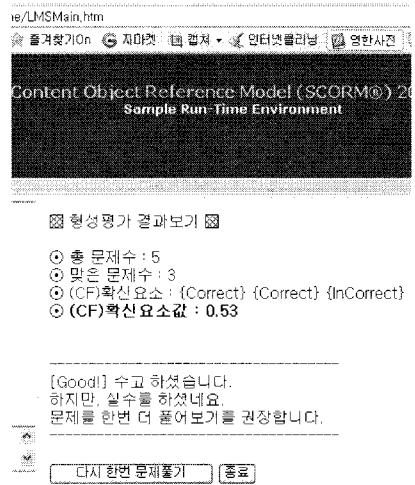 e/LMSMain.htm
즐겨찾기On G 지마켓 캡쳐 인터넷클리닝 영한사전
Content Object Reference Model (SCORM®) 2
Sample Run-Time Environment
▨ 형성평가 결과보기 ▨
⊙ 총 문제수 : 5
⊙ 맞은 문제수 : 3
⊙ (CF)확신요소 : {Correct} {Correct} {InCorrect}
⊙ (CF)확신요소값 : 0.53
[Good!] 수고 하셨습니다.
하지만, 실수를 하셨네요.
문제를 한번 더 풀어보기를 권장합니다.
다시 한번 문제풀기 종료